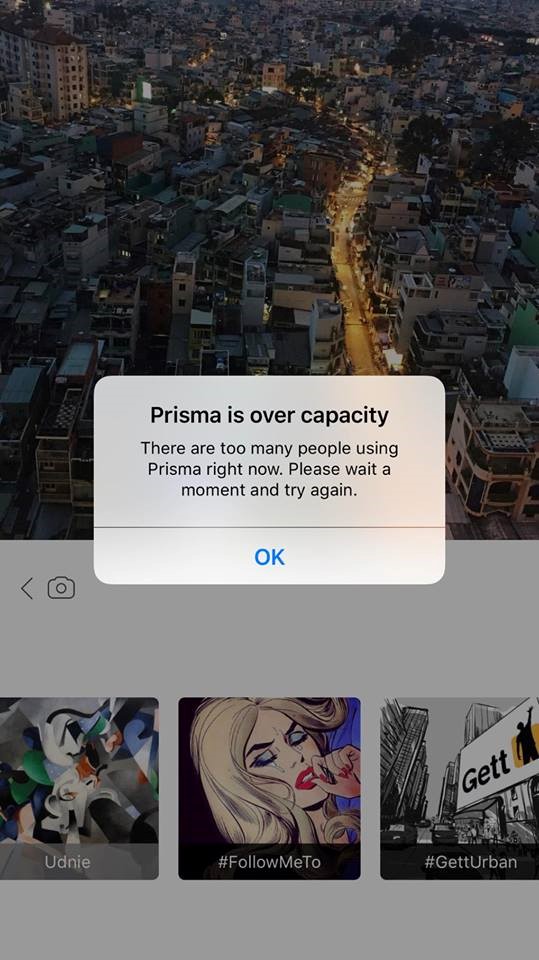 Prisma is over capacity
There are too many people using
Prisma right now. Please wait a
moment and try again.
OK
Gett
Udnie
#FollowMeTo
#GettUrban